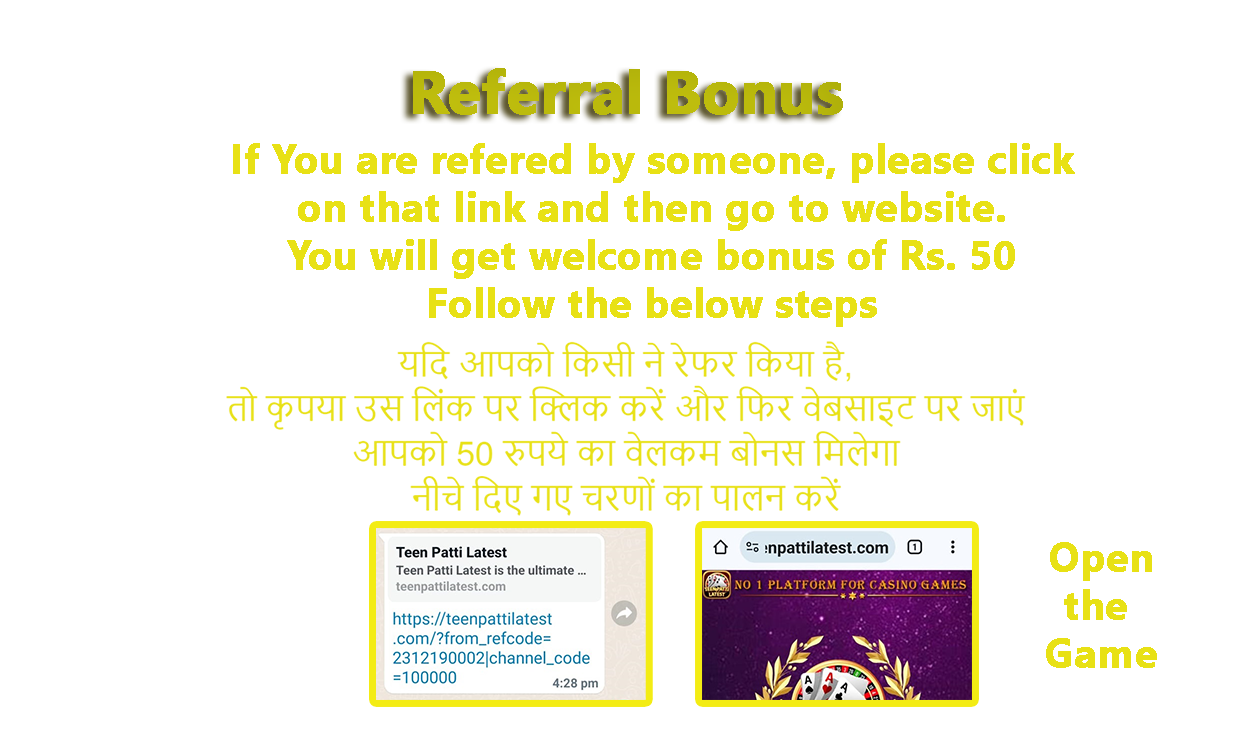 Referral Bonus
If You are refered by someone, please click
on that link and then go to website.
You will get welcome bonus of Rs. 50
Follow the below steps
यदि आपको किसी ने रेफर किया है,
तो कृपया उस लिंक पर क्लिक करें और फिर वेबसाइट पर जाएं
आपको 50 रुपये का वेलकम बोनस मिलेगा
नीचे दिए गए चरणों का पालन करें
Teen Patti Latest
Teen Patti Latest is the ultimate ...
teenpattilatest.com
https://teenpattilatest
.com/?from_refcode=
2312190002|channel_code
=100000
4:28 pm
npattilatest.com
1
TEENPATTI
LATEST
NO 1 PLATFORM FOR CASINO GAMES
A A A
Open
the
Game